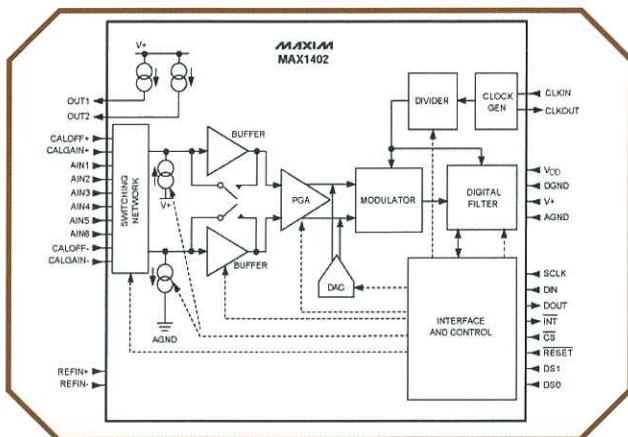 MAXIM
MAX1402
V+
OUT1
OUT2
CALOFF+
CALGAIN+
AIN1
AIN2
AIN3
AIN4
AIN5
AIN6
CALOFF-
CALGAIN-
REFIN+
REFIN-
SWITCHING
NETWORK
V+
AGND
BUFFER
BUFFER
PGA
DAC
MODULATOR
DIVIDER
CLOCK
GEN
DIGITAL
FILTER
INTERFACE
AND CONTROL
CLKIN
CLKOUT
VDD
DGND
V+
AGND
SCLK
DIN
DOUT
INT
CS
RESET
DS1
DS0